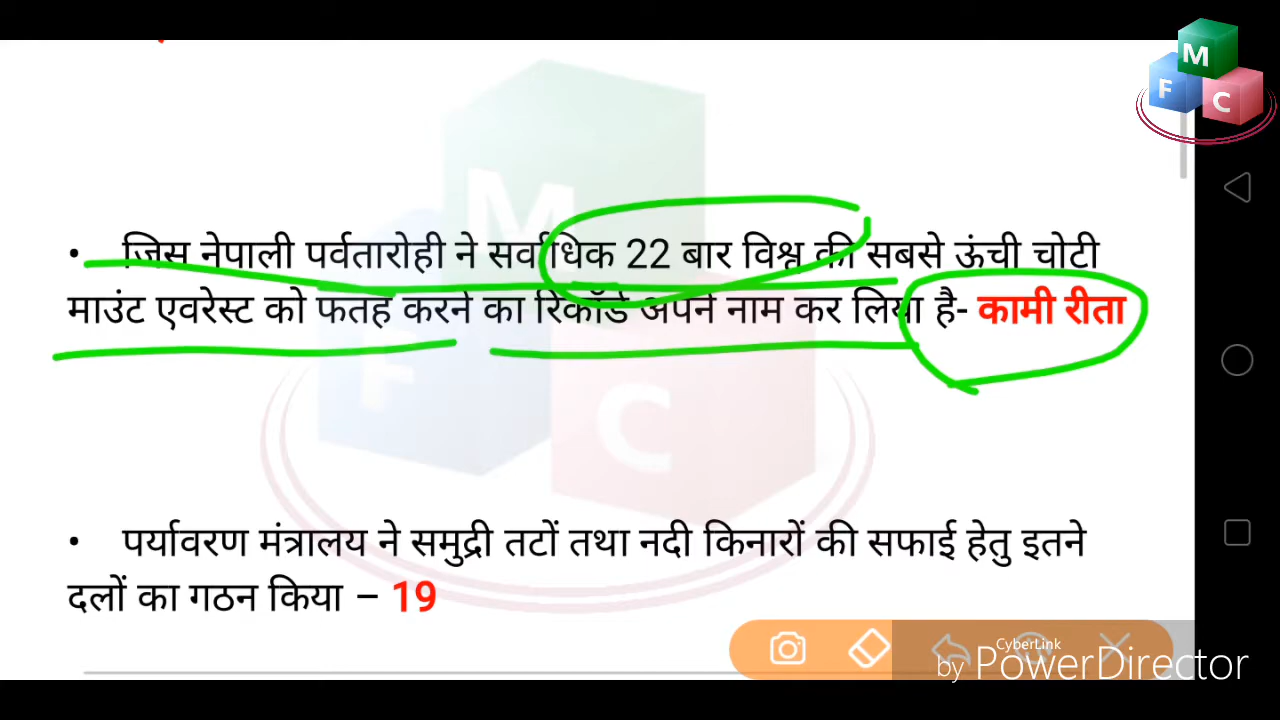 M
F C
• जिस नेपाली पर्वतारोही ने सर्वाधिक 22 बार विश्व की सबसे ऊंची चोटी
माउंट एवरेस्ट को फतह करने का रिकॉर्ड अपने नाम कर लिया है- कामी रीता
M
F C
• पर्यावरण मंत्रालय ने समुद्री तटों तथा नदी किनारों की सफाई हेतु इतने
दलों का गठन किया – 19
CyberLink
by PowerDirector